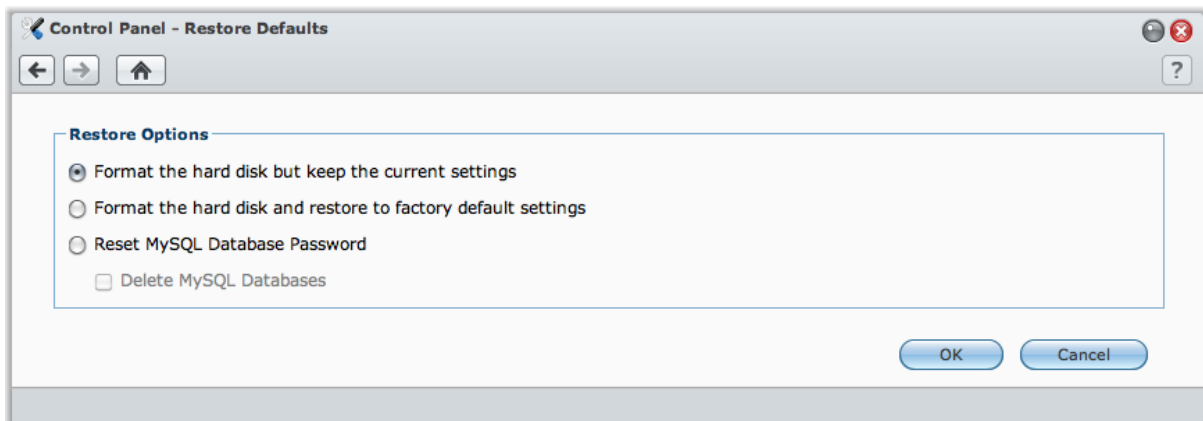 Control Panel - Restore Defaults
?
Restore Options
Format the hard disk but keep the current settings
Format the hard disk and restore to factory default settings
Reset MySQL Database Password
Delete MySQL Databases
OK Cancel